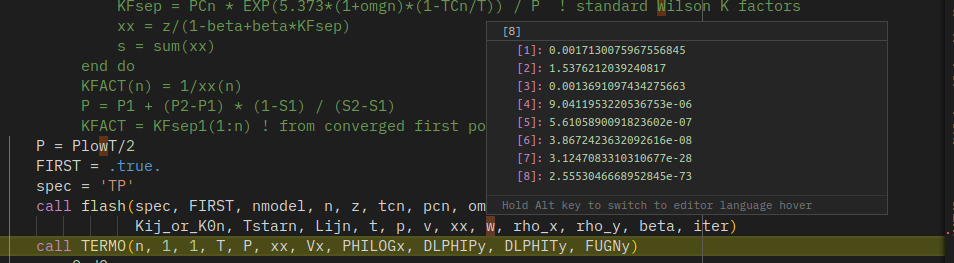 KFsep = PCn * EXP(5.373*(1+omgn)*(1-TCn/T)) / P  ! standard Wilson K factors
xx = z/(1-beta+beta*KFsep)
s = sum(xx)
end do
KFACT(n) = 1/xx(n)
P = P1 + (P2-P1) * (1-S1) / (S2-S1)
KFACT = KFsep1(1:n) ! from converged first po
P = PlowT/2
FIRST = .true.
spec = 'TP'
call flash(spec, FIRST, nmodel, n, z, tcn, pcn, om
Kij_or_K0n, Tstarn, Lijn, t, p, v, xx, w, rho_x, rho_y, beta, iter)
call TERMO(n, 1, 1, T, P, xx, Vx, PHILOGx, DLPHIPy, DLPHITy, FUGNy)
[8]
[1]: 0.0017130075967556845
[2]: 1.5376212039240817
[3]: 0.0013691097434275663
[4]: 9.0411953220536753e-06
[5]: 5.6105890091823602e-07
[6]: 3.8672423632092616e-08
[7]: 3.1247083310310677e-28
[8]: 2.5553046668952845e-73
Hold Alt key to switch to editor language hover